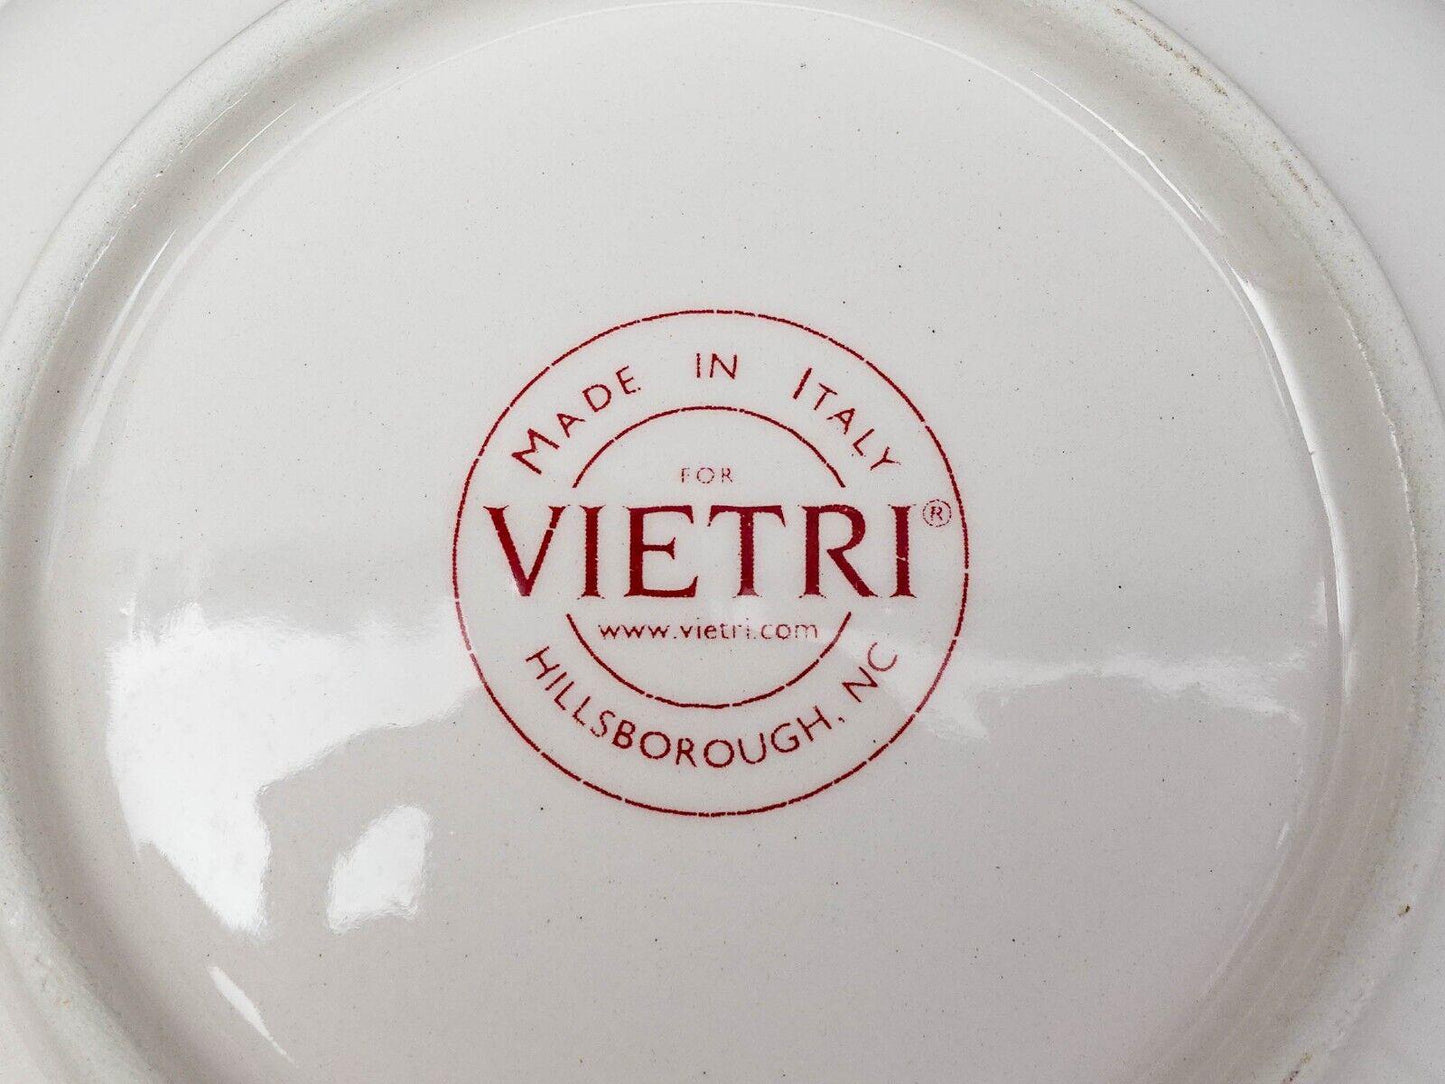 Made in Italy
FOR
VIETRI®
www.vietri.com
HILLSBOROUGH, NC